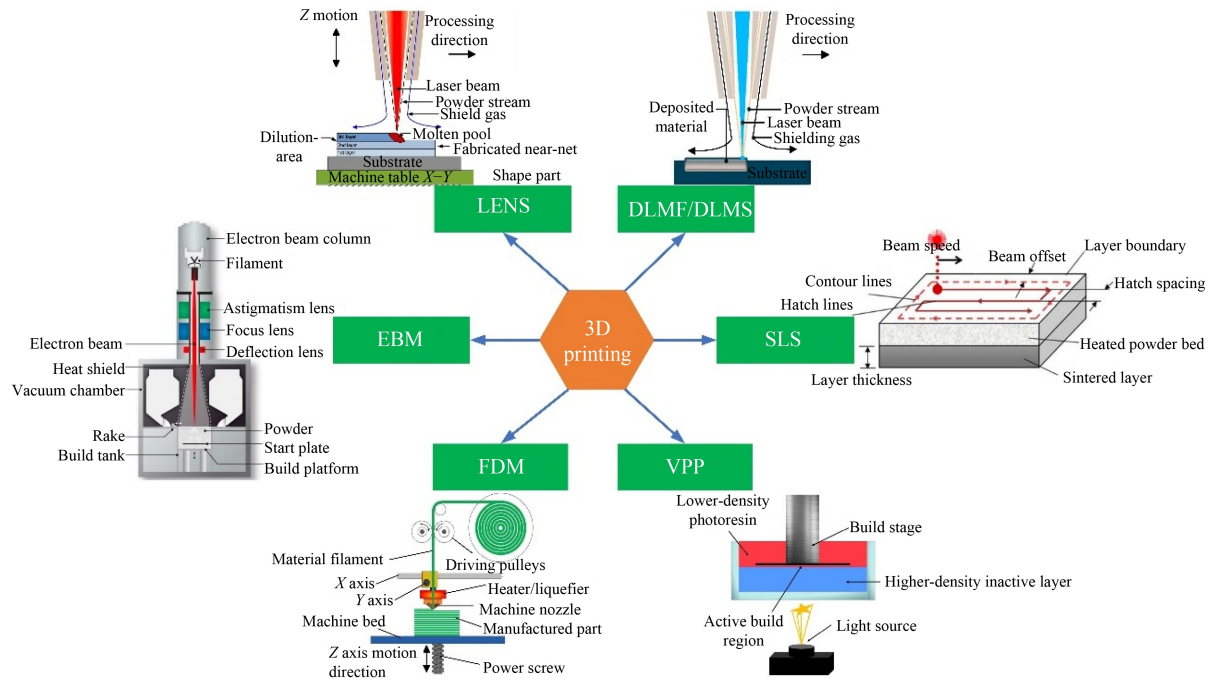 Z motion
Processing
direction
Laser beam
Powder stream
Shield gas
Molten pool
Dilution-
area
Fabricated near-net
Substrate
Machine table X−Y
Shape part
LENS
Processing
direction
Deposited
material
Powder stream
Laser beam
Shielding gas
Substrate
DLMF/DLMS
Electron beam column
Filament
Astigmatism lens
Focus lens
Electron beam
Deflection lens
Heat shield
Vacuum chamber
Rake
Build tank
Powder
Start plate
Build platform
EBM
3D
printing
SLS
Beam speed
Beam offset
Layer boundary
Contour lines
Hatch spacing
Hatch lines
Heated powder bed
Layer thickness
Sintered layer
FDM
Material filament
Driving pulleys
X axis
Y axis
Heater/liquefier
Machine nozzle
Machine bed
Manufactured part
Z axis motion
direction
Power screw
VPP
Lower-density
photoresin
Build stage
Higher-density inactive layer
Active build
region
Light source